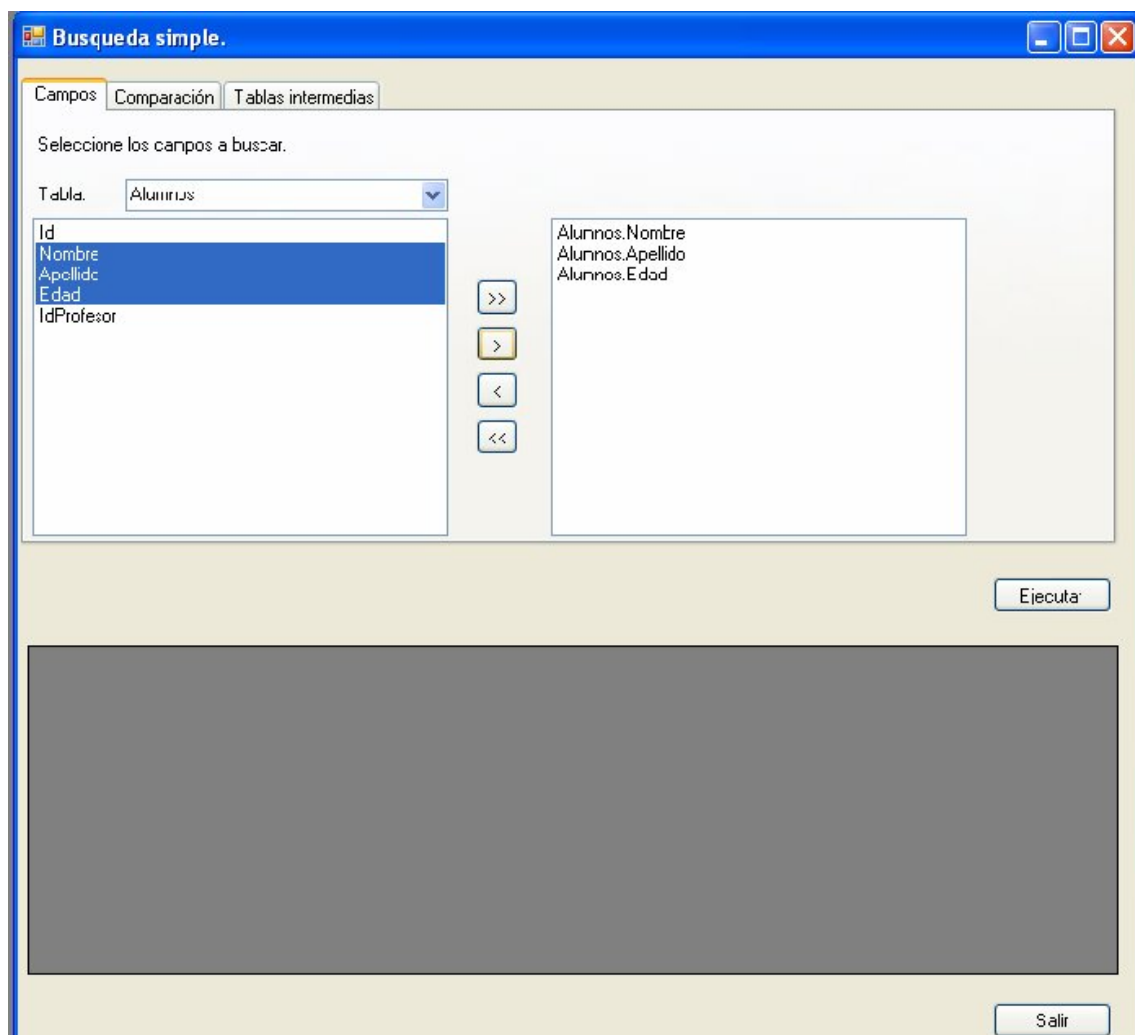 Busqueda simple.
Campos Comparación Tablas intermedias
Seleccione los campos a buscar.
Tabla. Alumnos
Id
Nombre
Apellido
Edad
IdProfesor
>>
>
<
<<
Alumnos.Nombre
Alumnos.Apellido
Alumnos.Edad
Ejecutar
Salir